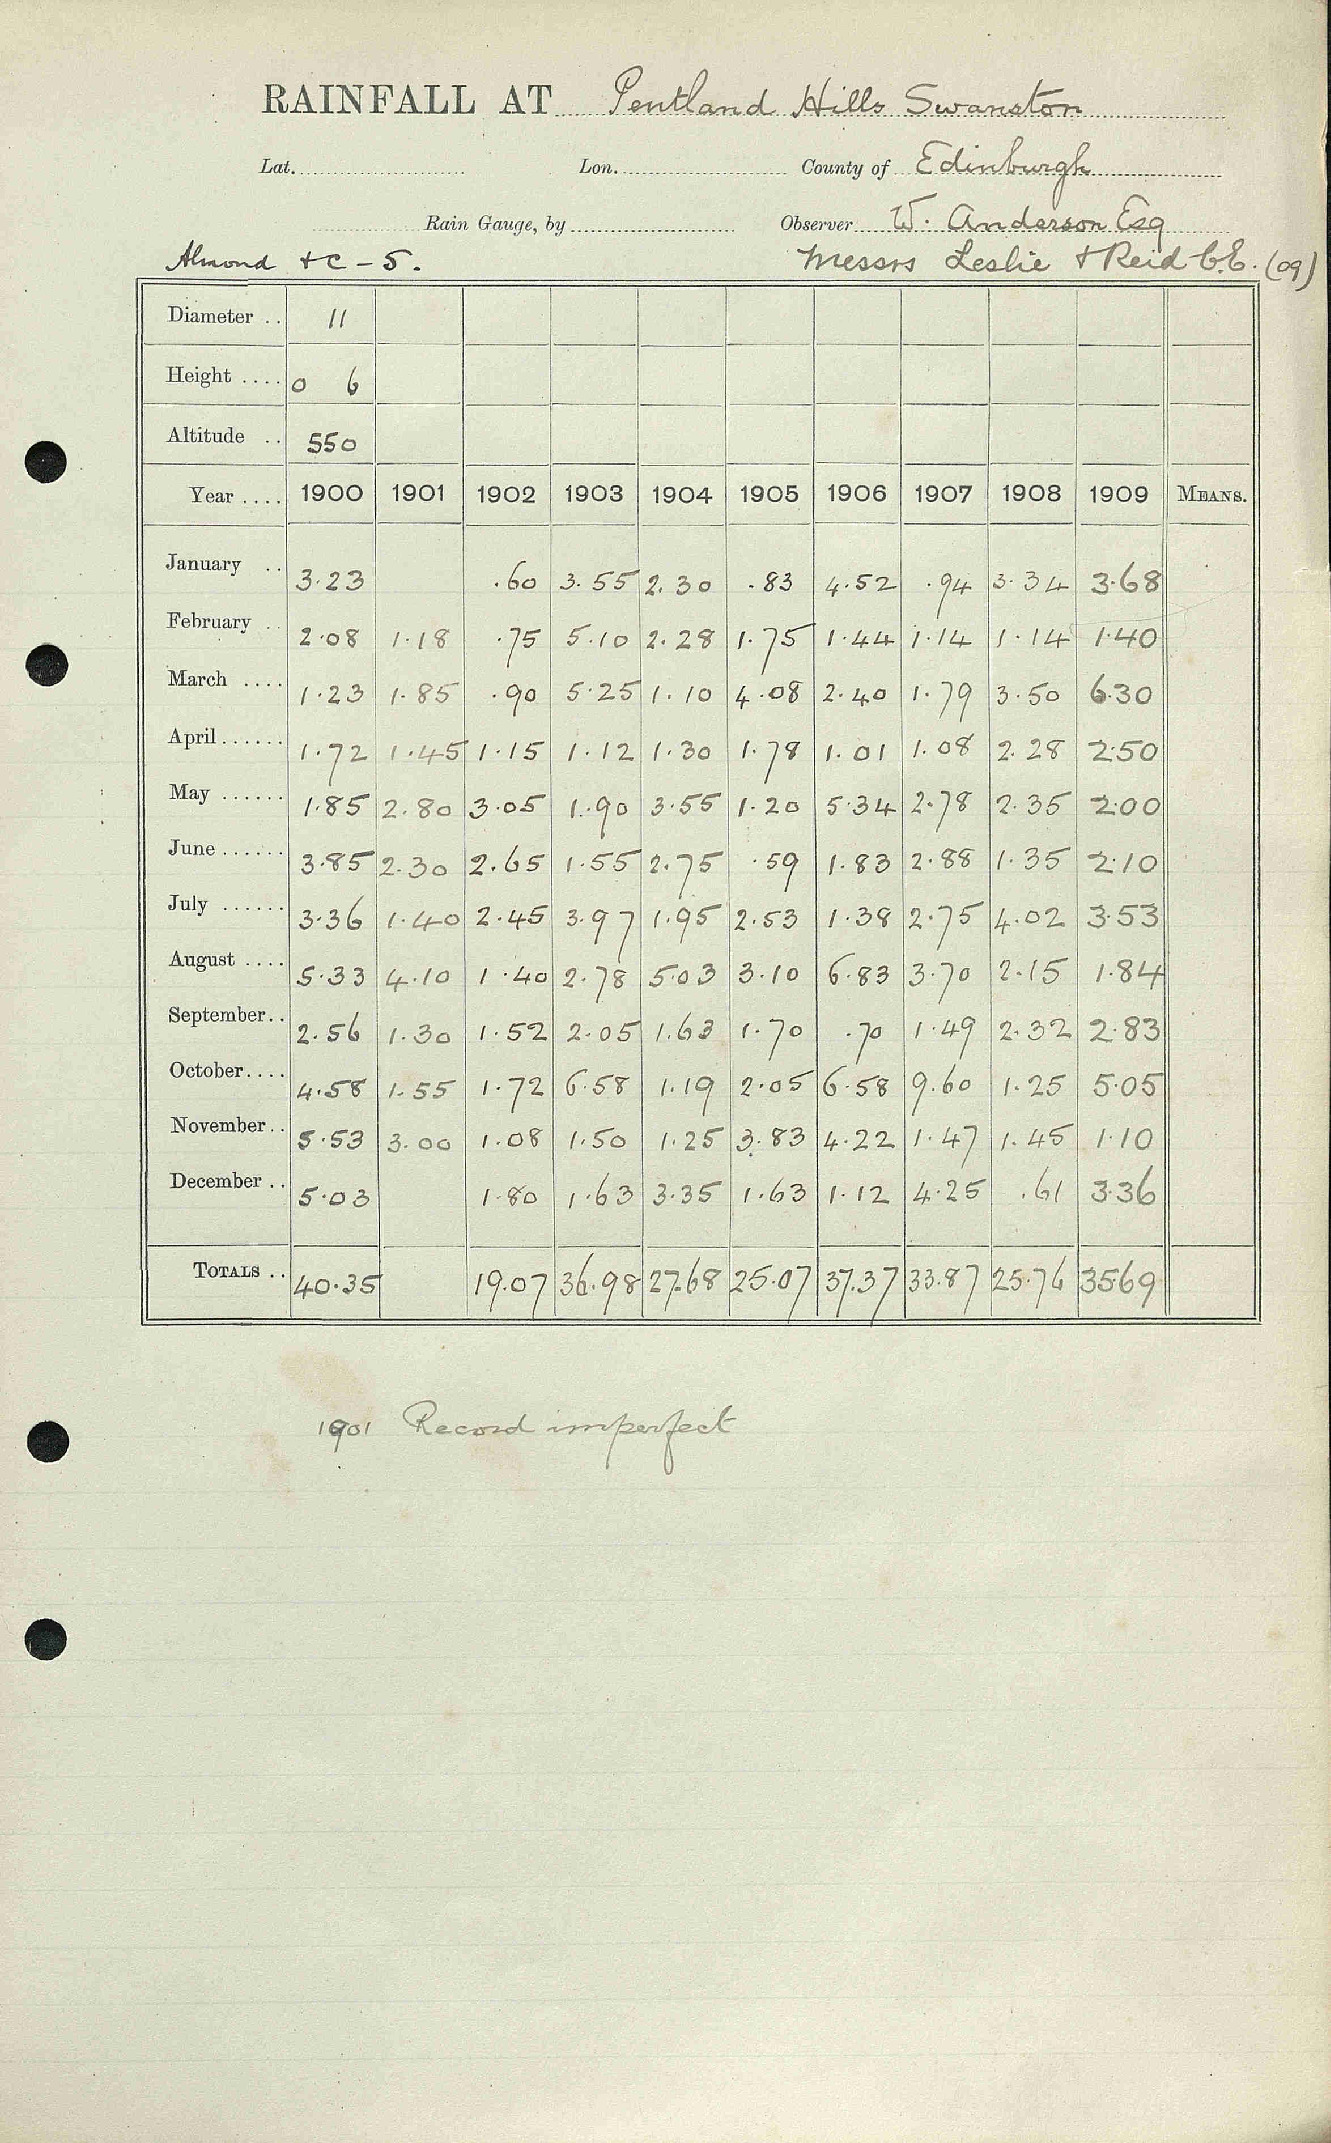 RAINFALL AT Pentland Hills Swanston
Lat. Lon. County of Edinburgh
Rain Gauge, by Observer W. Anderson Esq
Almond &c - S. Messrs Leslie & Reid C.E. (09)
Diameter .. 11
Height .... 0 6
Altitude .. 550
Year .... 1900 1901 1902 1903 1904 1905 1906 1907 1908 1909 MEANS.
January .. 3.23 .60 3.55 2.30 .83 4.52 .94 3.34 3.68
February .. 2.08 1.18 .75 5.10 2.28 1.75 1.44 1.14 1.14 1.40
March .... 1.23 1.85 .90 5.25 1.10 4.08 2.40 1.79 3.50 6.30
April ...... 1.72 1.45 1.15 1.12 1.30 1.78 1.01 1.08 2.28 2.50
May ...... 1.85 2.80 3.05 1.90 3.55 1.20 5.34 2.78 2.35 2.00
June ...... 3.85 2.30 2.65 1.55 2.75 .59 1.83 2.88 1.35 2.10
July ...... 3.36 1.40 2.45 3.97 1.95 2.53 1.38 2.75 4.02 3.53
August .... 5.33 4.10 1.40 2.78 5.03 3.10 6.83 3.70 2.15 1.84
September.. 2.56 1.30 1.52 2.05 1.63 1.70 .70 1.49 2.32 2.83
October.... 4.58 1.55 1.72 6.58 1.19 2.05 6.58 9.60 1.25 5.05
November.. 5.53 3.00 1.08 1.50 1.25 3.83 4.22 1.47 1.45 1.10
December .. 5.03 1.80 1.63 3.35 1.63 1.12 4.25 .61 3.36
TOTALS .. 40.35 19.07 36.98 27.68 25.07 37.37 33.87 25.76 35.69
1901 Record imperfect